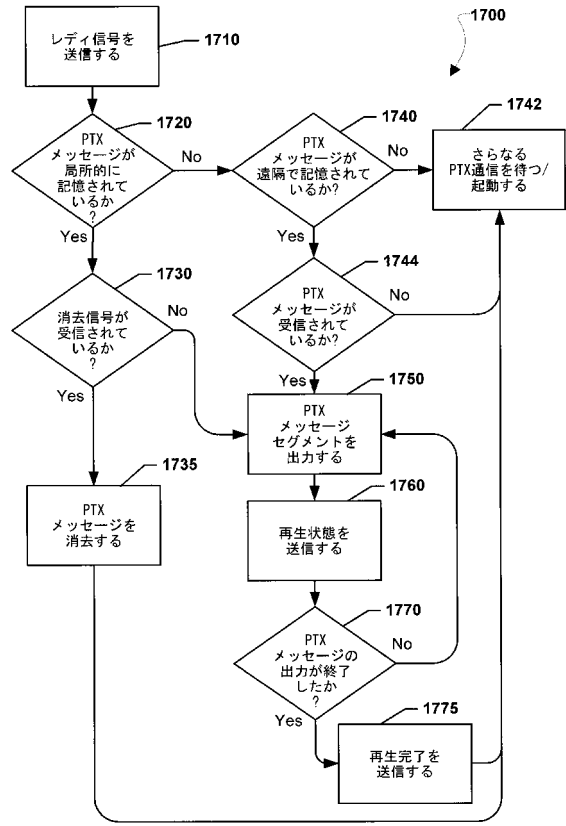 1700
レディ信号を
送信する
1710
PTX
メッセージが
局所的に
記憶されて
いるか
?
1720
No
Yes
PTX
メッセージが
遠隔で記憶されて
いるか?
1740
No
Yes
さらなる
PTX通信を待つ/
起動する
1742
消去信号が
受信されて
いるか
?
1730
No
Yes
PTX
メッセージが
受信されて
いるか?
1744
No
Yes
PTX
メッセージ
セグメントを
出力する
1750
PTX
メッセージを
消去する
1735
再生状態を
送信する
1760
PTX
メッセージの
出力が終了
したか
?
1770
No
Yes
再生完了を
送信する
1775